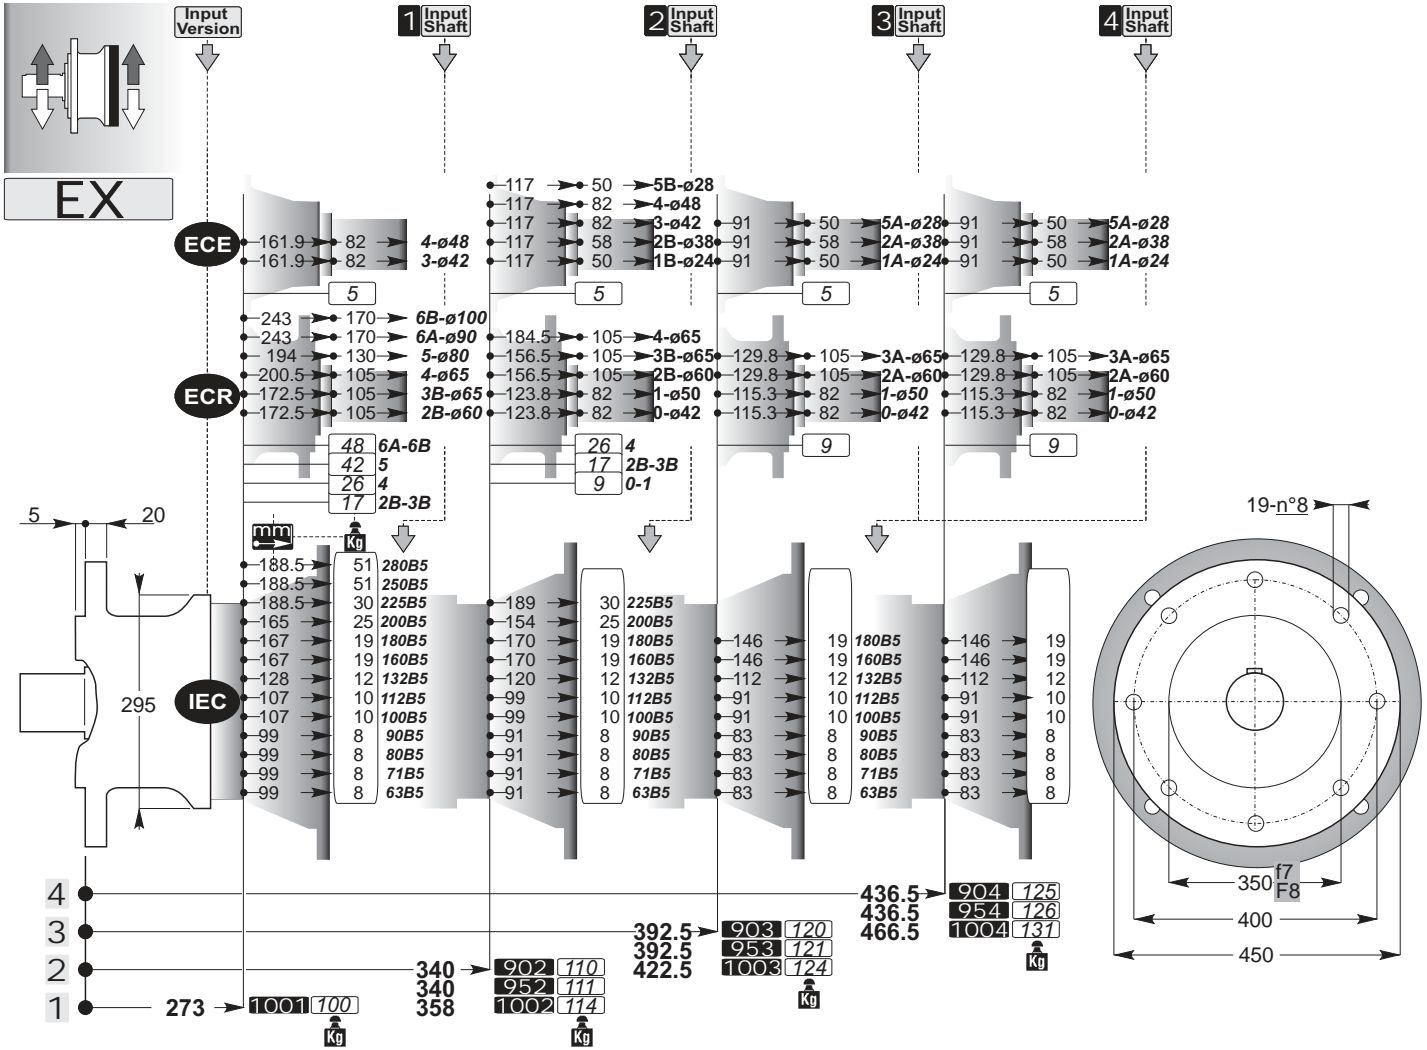 Input Version
1 Input Shaft
2 Input Shaft
3 Input Shaft
4 Input Shaft
EX
ECE
117 50 5B-ø28
117 82 4-ø48
117 82 3-ø42 91 50 5A-ø28 91 50 5A-ø28
161.9 82 4-ø48 117 58 2B-ø38 91 58 2A-ø38 91 58 2A-ø38
161.9 82 3-ø42 117 50 1B-ø24 91 50 1A-ø24 91 50 1A-ø24
5 5 5 5
ECR
243 170 6B-ø100
243 170 6A-ø90 184.5 105 4-ø65
194 130 5-ø80 156.5 105 3B-ø65 129.8 105 3A-ø65 129.8 105 3A-ø65
200.5 105 4-ø65 156.5 105 2B-ø60 129.8 105 2A-ø60 129.8 105 2A-ø60
172.5 105 3B-ø65 123.8 82 1-ø50 115.3 82 1-ø50 115.3 82 1-ø50
172.5 105 2B-ø60 123.8 82 0-ø42 115.3 82 0-ø42 115.3 82 0-ø42
48 6A-6B 26 4 9 9
42 5 17 2B-3B
26 4 9 0-1
17 2B-3B
5 20
mm Kg
19-n°8
IEC
295
188.5 51 280B5
188.5 51 250B5
188.5 30 225B5 189 30 225B5
165 25 200B5 154 25 200B5
167 19 180B5 170 19 180B5 146 19 180B5 146 19
167 19 160B5 170 19 160B5 146 19 160B5 146 19
128 12 132B5 120 12 132B5 112 12 132B5 112 12
107 10 112B5 99 10 112B5 91 10 112B5 91 10
107 10 100B5 99 10 100B5 91 10 100B5 91 10
99 8 90B5 91 8 90B5 83 8 90B5 83 8
99 8 80B5 91 8 80B5 83 8 80B5 83 8
99 8 71B5 91 8 71B5 83 8 71B5 83 8
99 8 63B5 91 8 63B5 83 8 63B5 83 8
350 f7 F8
400
450
4 436.5 904 125
436.5 954 126
466.5 1004 131
Kg
3 392.5 903 120
392.5 953 121
422.5 1003 124
Kg
2 340 902 110
340 952 111
358 1002 114
Kg
1 273 1001 100
Kg